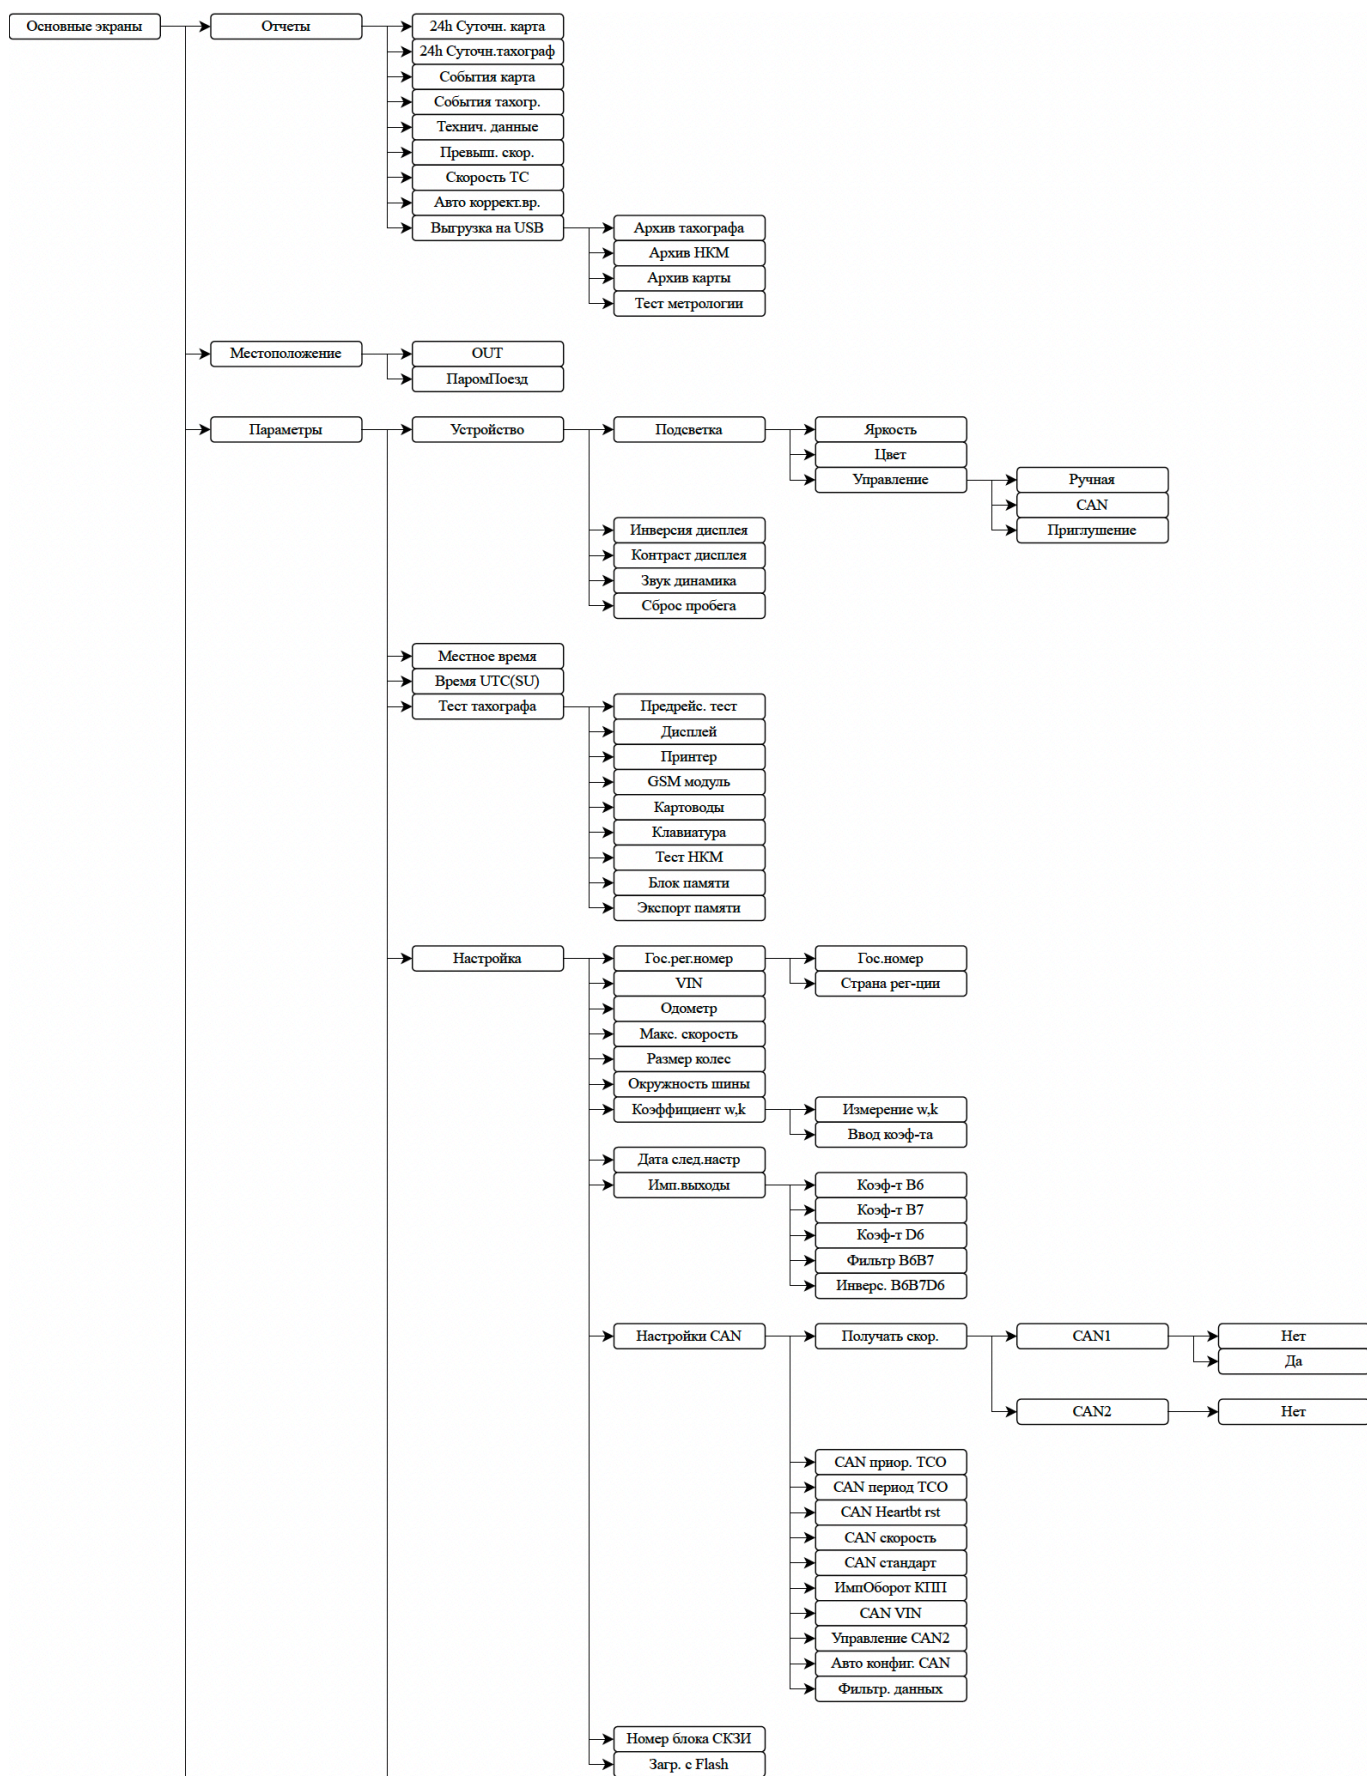 Основные экраны
Отчеты
24h Суточн. карта
24h Суточн.тахограф
События карта
События тахогр.
Технич. данные
Превыш. скор.
Скорость ТС
Авто коррект.вр.
Выгрузка на USB
Архив тахографа
Архив НКМ
Архив карты
Тест метрологии
Местоположение
OUT
ПаромПоезд
Параметры
Устройство
Подсветка
Яркость
Цвет
Управление
Ручная
CAN
Приглушение
Инверсия дисплея
Контраст дисплея
Звук динамика
Сброс пробега
Местное время
Время UTC(SU)
Тест тахографа
Предрейс. тест
Дисплей
Принтер
GSM модуль
Картоводы
Клавиатура
Тест НКМ
Блок памяти
Экспорт памяти
Настройка
Гос.рег.номер
Гос.номер
Страна рег-ции
VIN
Одометр
Макс. скорость
Размер колес
Окружность шины
Коэффициент w,k
Измерение w,k
Ввод коэф-та
Дата след.настр
Имп.выходы
Коэф-т B6
Коэф-т B7
Коэф-т D6
Фильтр B6B7
Инверс. B6B7D6
Настройки CAN
Получать скор.
CAN1
Нет
Да
CAN2
Нет
CAN приор. TCO
CAN период TCO
CAN Heartbt rst
CAN скорость
CAN стандарт
ИмпОборот КПП
CAN VIN
Управление CAN2
Авто конфиг. CAN
Фильтр. данных
Номер блока СКЗИ
Загр. с Flash